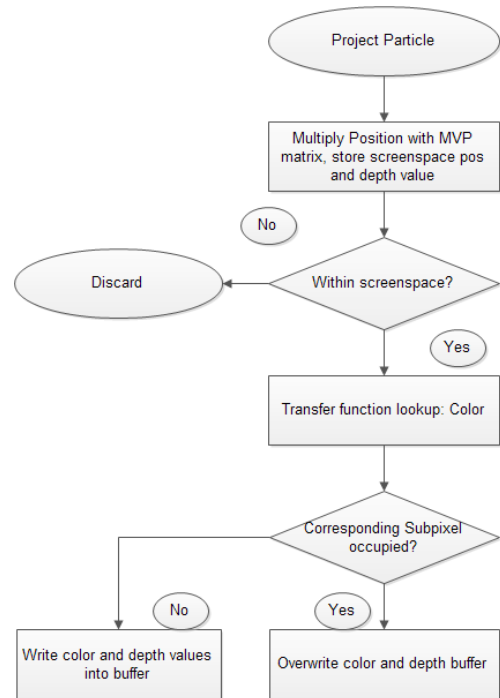 Project Particle
Multiply Position with MVP
matrix, store screenspace pos
and depth value
No
Discard
Within screenspace?
Yes
Transfer function lookup: Color
Corresponding Subpixel
occupied?
No
Yes
Write color and depth values
into buffer
Overwrite color and depth buffer